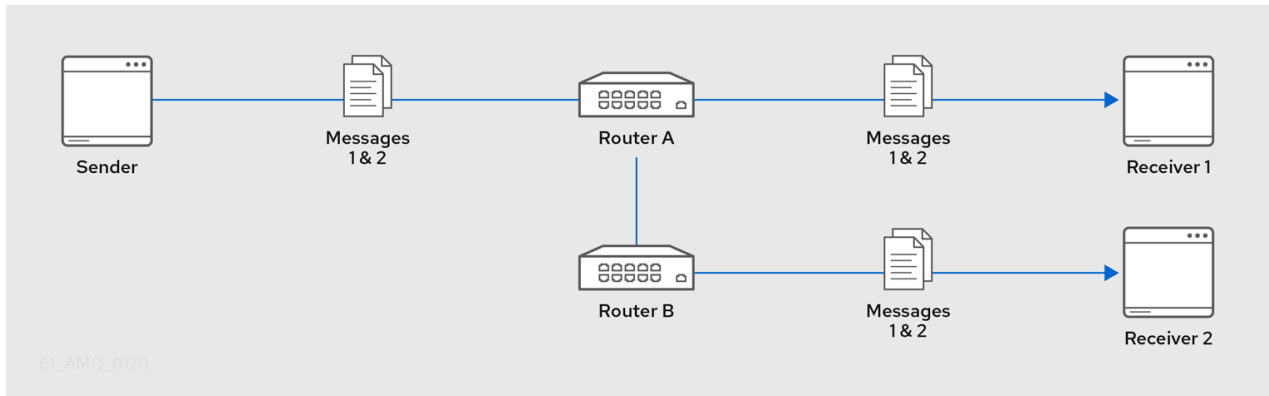 Sender
Messages
1 & 2
Router A
Messages
1 & 2
Receiver 1
Router B
Messages
1 & 2
Receiver 2
61_AMQ_0120